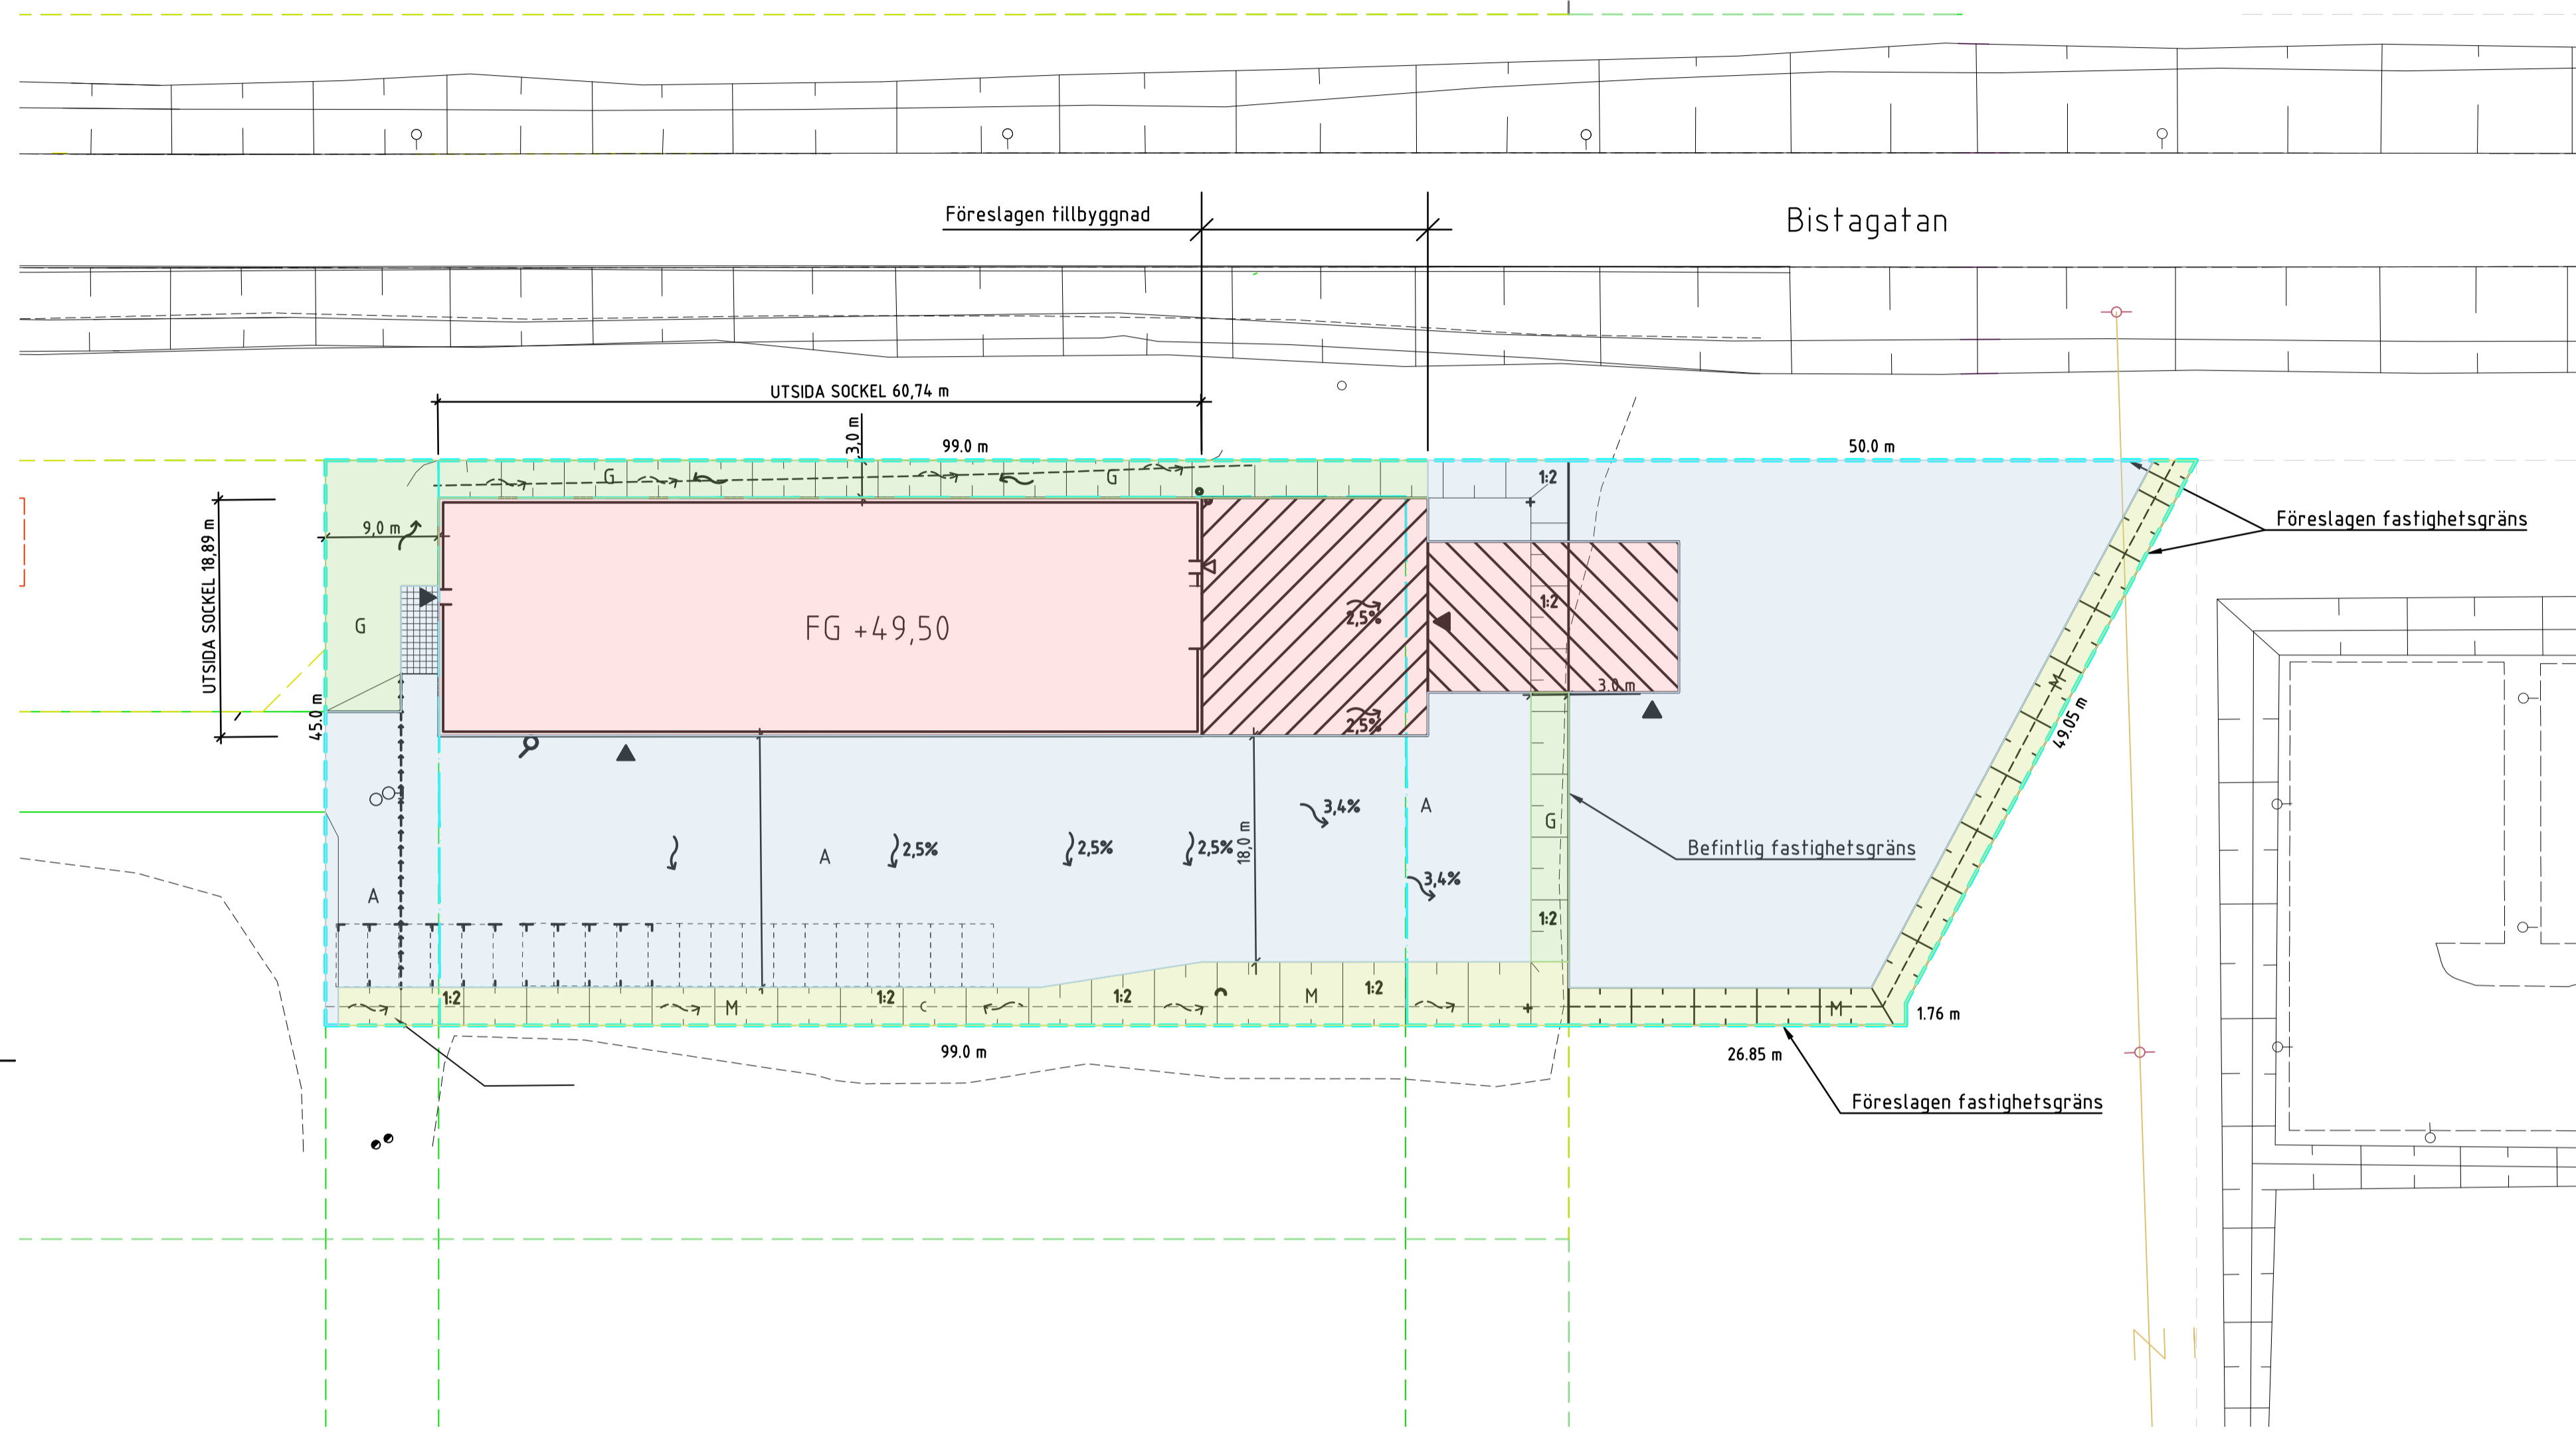 Föreslagen tillbyggnad
Bistagatan
UTSIDA SOCKEL 60,74 m
3,0 m
99.0 m
50.0 m
G
G
1:2
Föreslagen fastighetsgräns
9,0 m
UTSIDA SOCKEL 18,89 m
G
FG +49,50
2,5%
1:2
2,5%
3.0 m
M
49.05 m
45.0 m
A
3,4%
A
18,0 m
G
2,5%
2,5%
2,5%
A
Befintlig fastighetsgräns
3,4%
A
1:2
1:2
M
1:2
C
1:2
M
1:2
M
1.76 m
99.0 m
26.85 m
Föreslagen fastighetsgräns